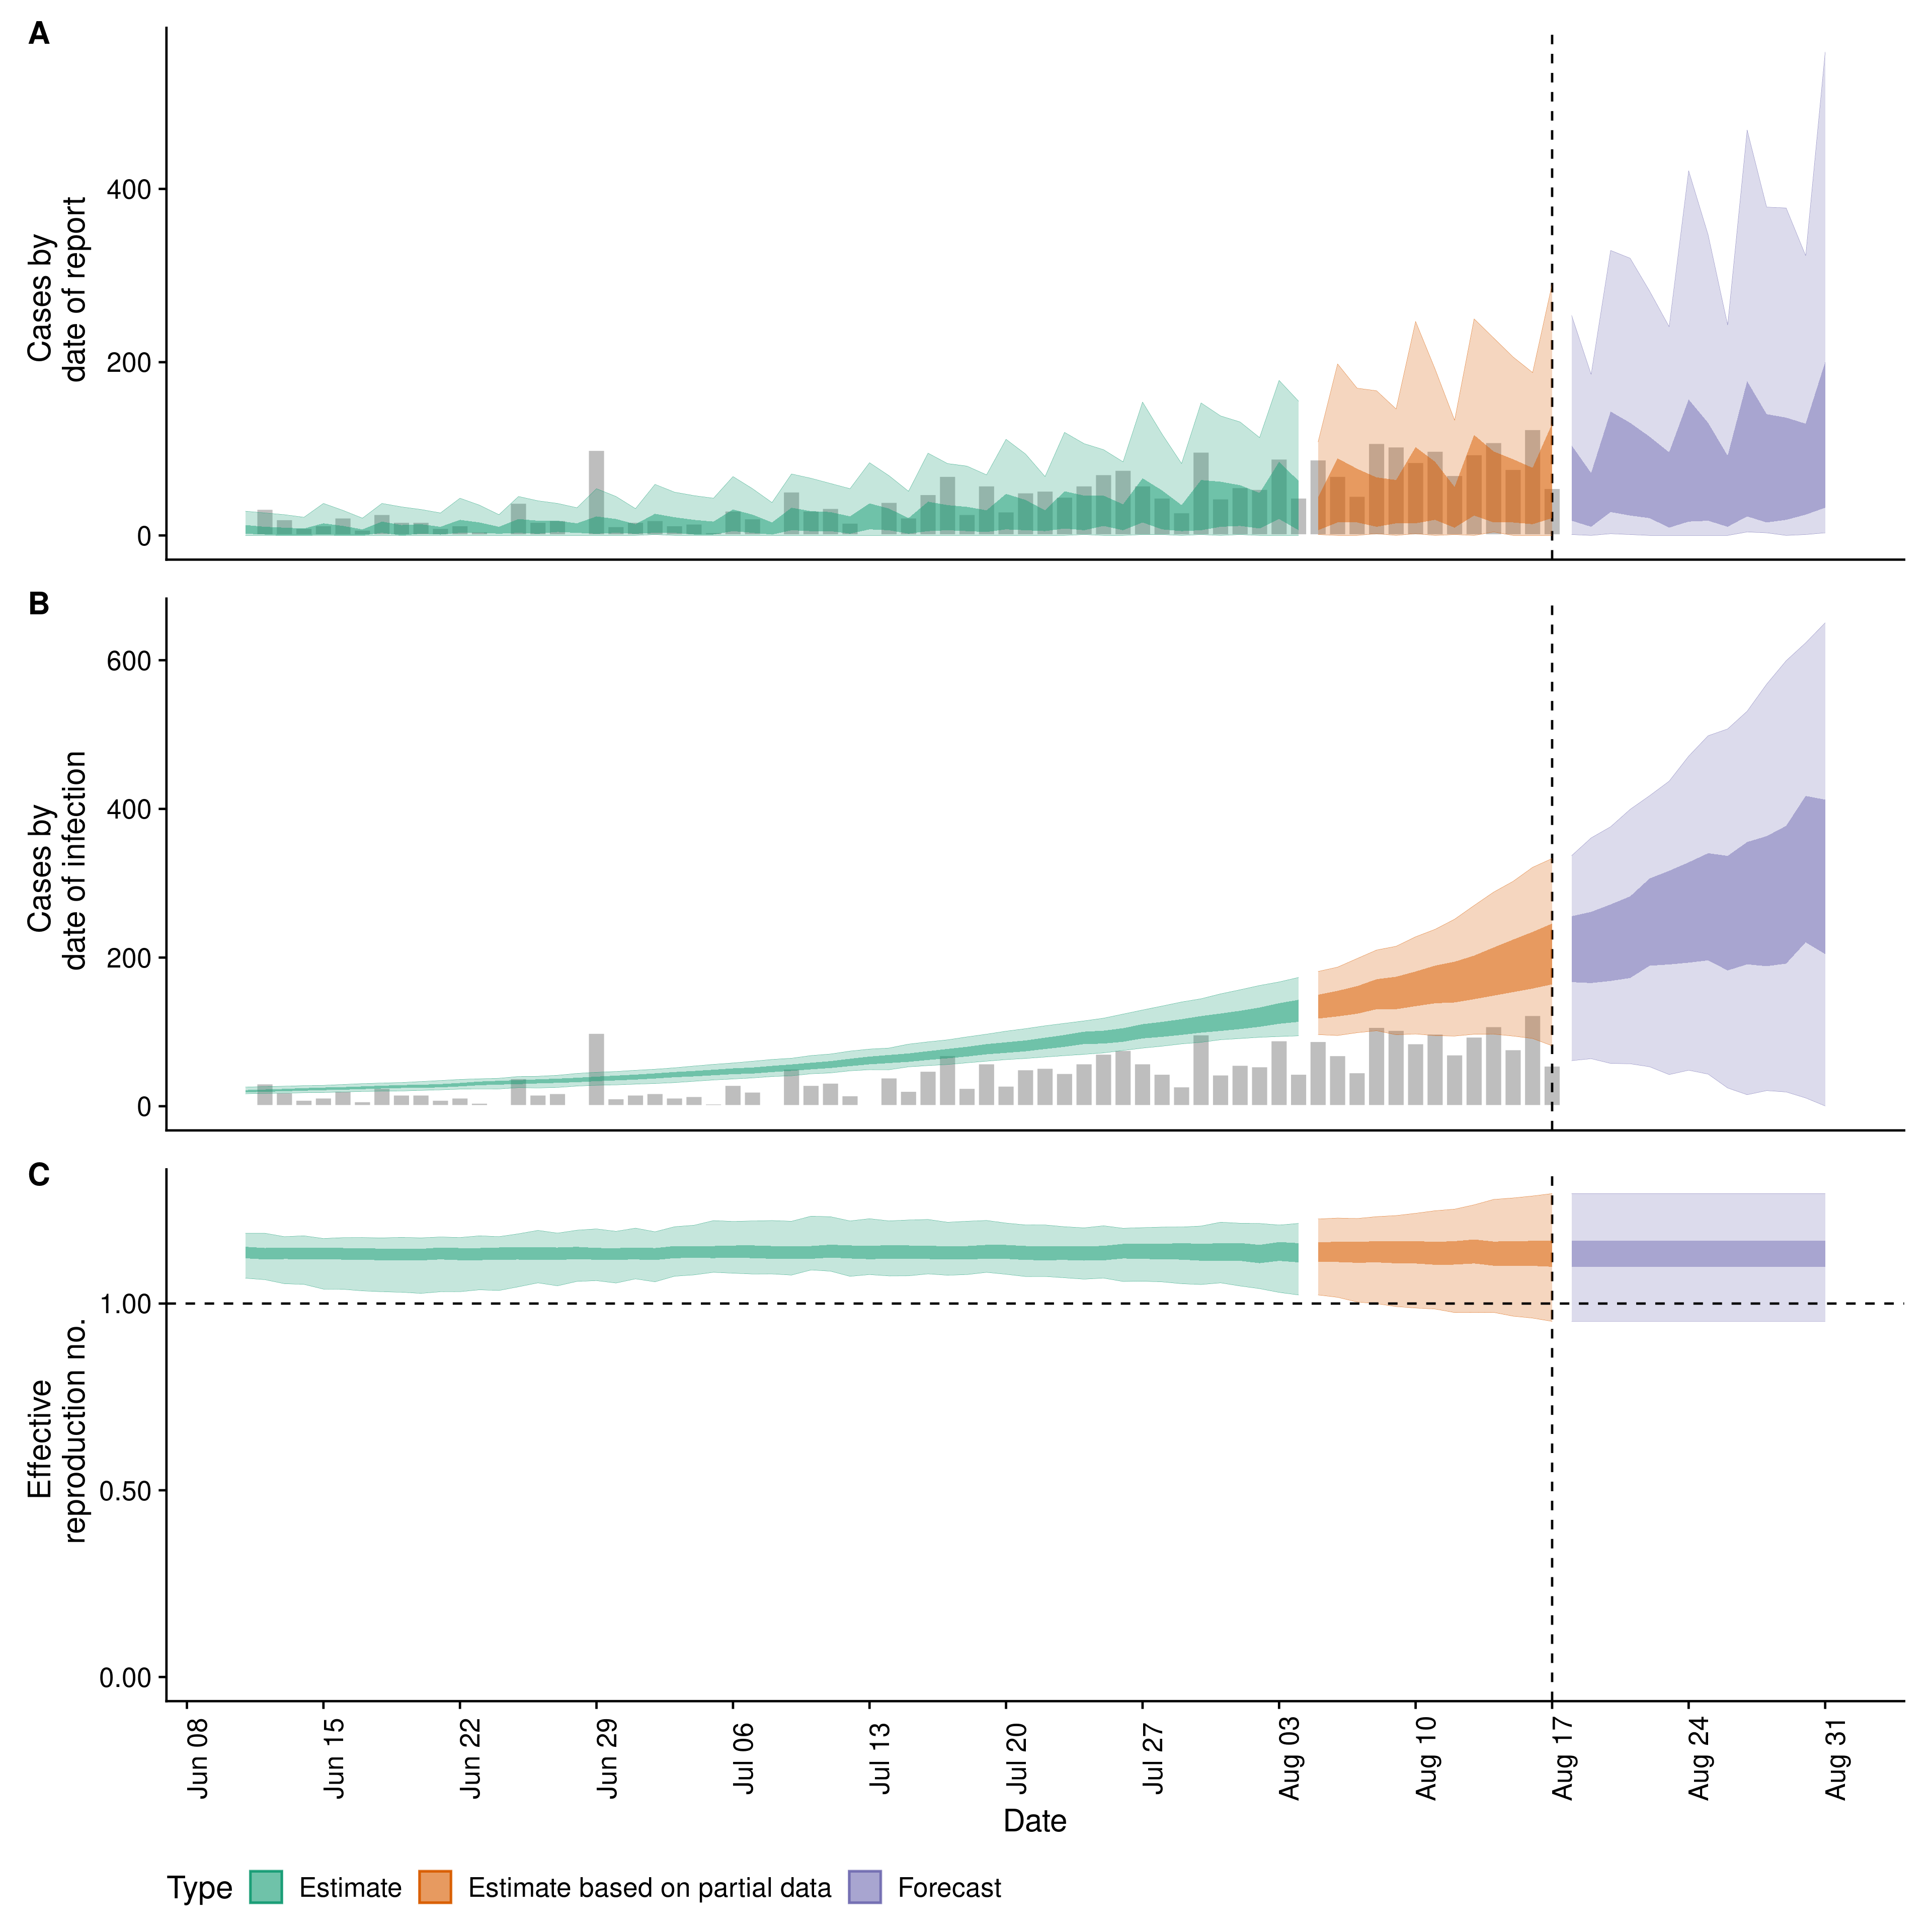 A
Cases by
date of report
400
200
0
B
Cases by
date of infection
600
400
200
0
C
Effective
reproduction no.
1.00
0.50
0.00
Jun 08
Jun 15
Jun 22
Jun 29
Jul 06
Jul 13
Jul 20
Jul 27
Aug 03
Aug 10
Aug 17
Aug 24
Aug 31
Date
Type Estimate Estimate based on partial data Forecast